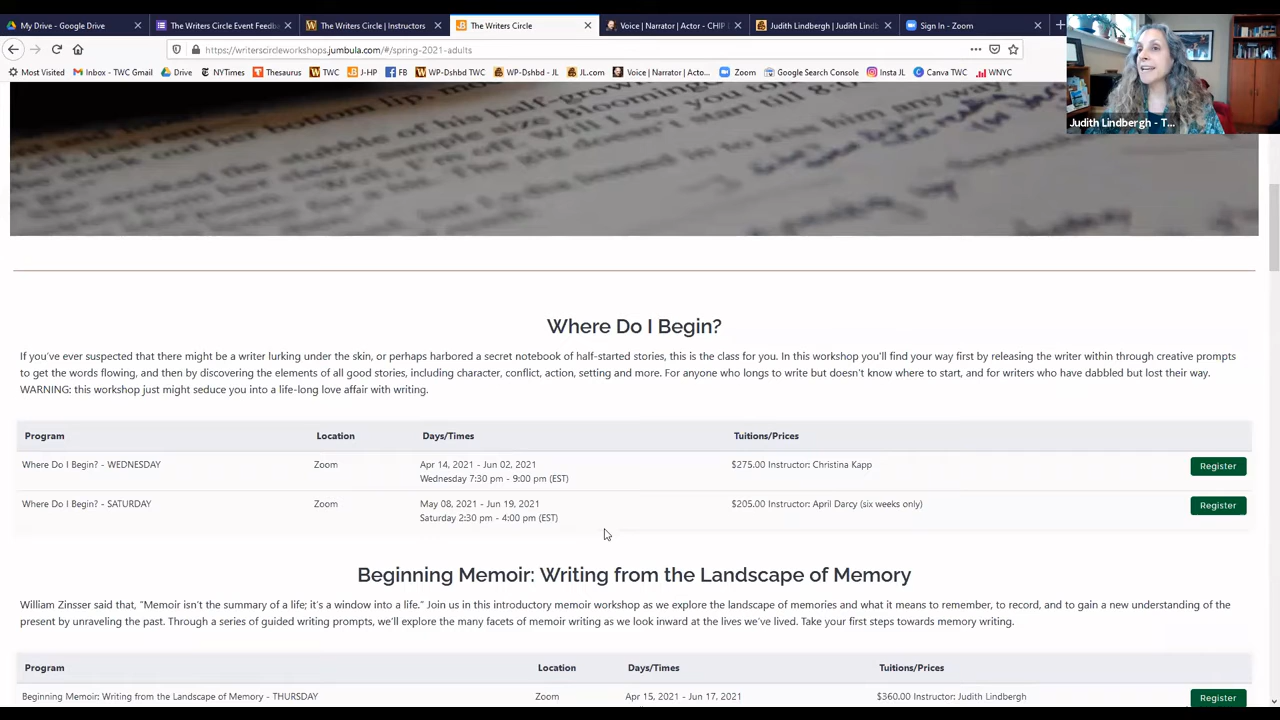 My Drive - Google Drive
The Writers Circle Event Feedb
The Writers Circle | Instructors
The Writers Circle
Voice | Narrator | Actor - CHIP
Judith Lindbergh | Judith Lindb
Sign In - Zoom
https://writerscircleworkshops.jumbula.com/#/spring-2021-adults
Most Visited
Inbox - TWC Gmail
Drive
NYTimes
Thesaurus
TWC
J-HP
FB
WP-Dshbd TWC
WP-Dshbd - JL
JL.com
Voice | Narrator | Acto...
Zoom
Google Search Console
Insta JL
Canva TWC
WNYC
Judith Lindbergh - T...
half-grown
Bloomingd
start till 8:
Where Do I Begin?
If you've ever suspected that there might be a writer lurking under the skin, or perhaps harbored a secret notebook of half-started stories, this is the class for you. In this workshop you'll find your way first by releasing the writer within through creative prompts
to get the words flowing, and then by discovering the elements of all good stories, including character, conflict, action, setting and more. For anyone who longs to write but doesn't know where to start, and for writers who have dabbled but lost their way.
WARNING: this workshop just might seduce you into a life-long love affair with writing.
Program Location Days/Times Tuitions/Prices
Where Do I Begin? - WEDNESDAY Zoom Apr 14, 2021 - Jun 02, 2021 $275.00 Instructor: Christina Kapp Register
Wednesday 7:30 pm - 9:00 pm (EST)
Where Do I Begin? - SATURDAY Zoom May 08, 2021 - Jun 19, 2021 $205.00 Instructor: April Darcy (six weeks only) Register
Saturday 2:30 pm - 4:00 pm (EST)
Beginning Memoir: Writing from the Landscape of Memory
William Zinsser said that, "Memoir isn't the summary of a life; it's a window into a life." Join us in this introductory memoir workshop as we explore the landscape of memories and what it means to remember, to record, and to gain a new understanding of the
present by unraveling the past. Through a series of guided writing prompts, we'll explore the many facets of memoir writing as we look inward at the lives we've lived. Take your first steps towards memory writing.
Program Location Days/Times Tuitions/Prices
Beginning Memoir: Writing from the Landscape of Memory - THURSDAY Zoom Apr 15, 2021 - Jun 17, 2021 $360.00 Instructor: Judith Lindbergh Register